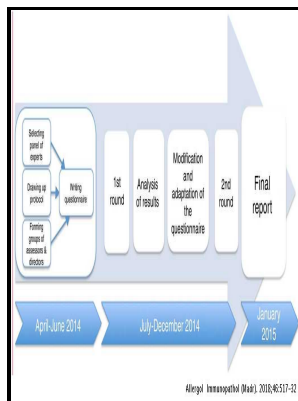 Selecting
panel of
experts
Drawing up
protocol
Forming
groups of
assessors &
directors
Writing
questionnaire
1st
round
Analysis
of results
Modification
and
adaptation of
the
questionnaire
2nd
round
Final
report
April-June 2014
July-December 2014
January
2015
Allergol Immunopathol (Madr). 2018;46:517-32